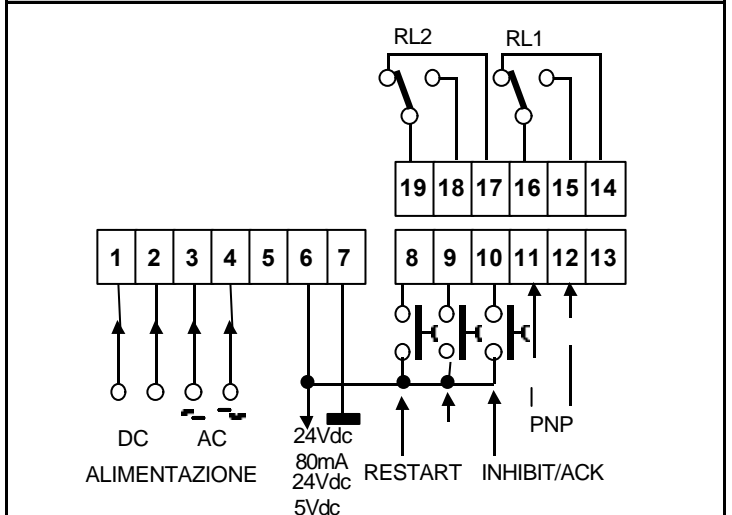 RL2 RL1
19 18 17 16 15 14
1 2 3 4 5 6 7 8 9 10 11 12 13
DC AC 24Vdc PNP
ALIMENTAZIONE 80mA RESTART INHIBIT/ACK
24Vdc
5Vdc